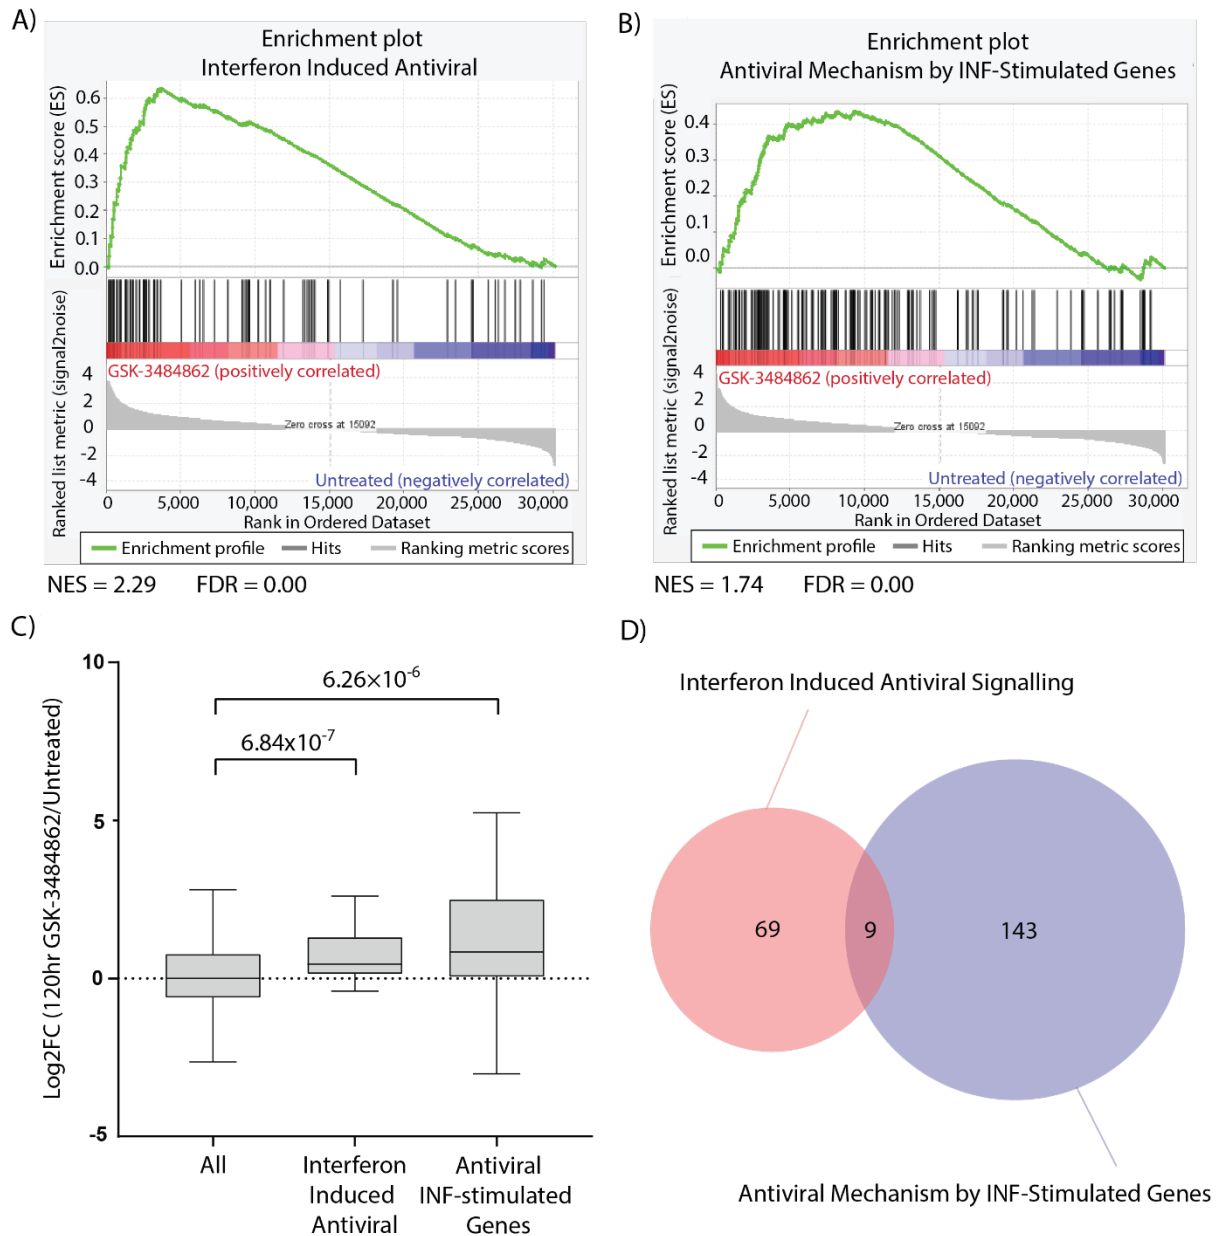 A)
Enrichment plot
Interferon Induced Antiviral
Enrichment score (ES)
0.6
0.5
0.4
0.3
0.2
0.1
0.0
Ranked list metric (signal2noise)
GSK-3484862 (positively correlated)
4
2
0
-2
-4
Zero cross at 15092
Untreated (negatively correlated)
0 5,000 10,000 15,000 20,000 25,000 30,000
Rank in Ordered Dataset
Enrichment profile Hits Ranking metric scores
NES = 2.29 FDR = 0.00
B)
Enrichment plot
Antiviral Mechanism by INF-Stimulated Genes
Enrichment score (ES)
0.4
0.3
0.2
0.1
0.0
Ranked list metric (signal2noise)
GSK-3484862 (positively correlated)
4
2
0
-2
-4
Zero cross at 15092
Untreated (negatively correlated)
0 5,000 10,000 15,000 20,000 25,000 30,000
Rank in Ordered Dataset
Enrichment profile Hits Ranking metric scores
NES = 1.74 FDR = 0.00
C)
Log2FC (120hr GSK-3484862/Untreated)
10
5
0
-5
6.26×10-6
6.84x10-7
All
Interferon
Induced
Antiviral
Antiviral
INF-stimulated
Genes
D)
Interferon Induced Antiviral Signalling
69
9
143
Antiviral Mechanism by INF-Stimulated Genes